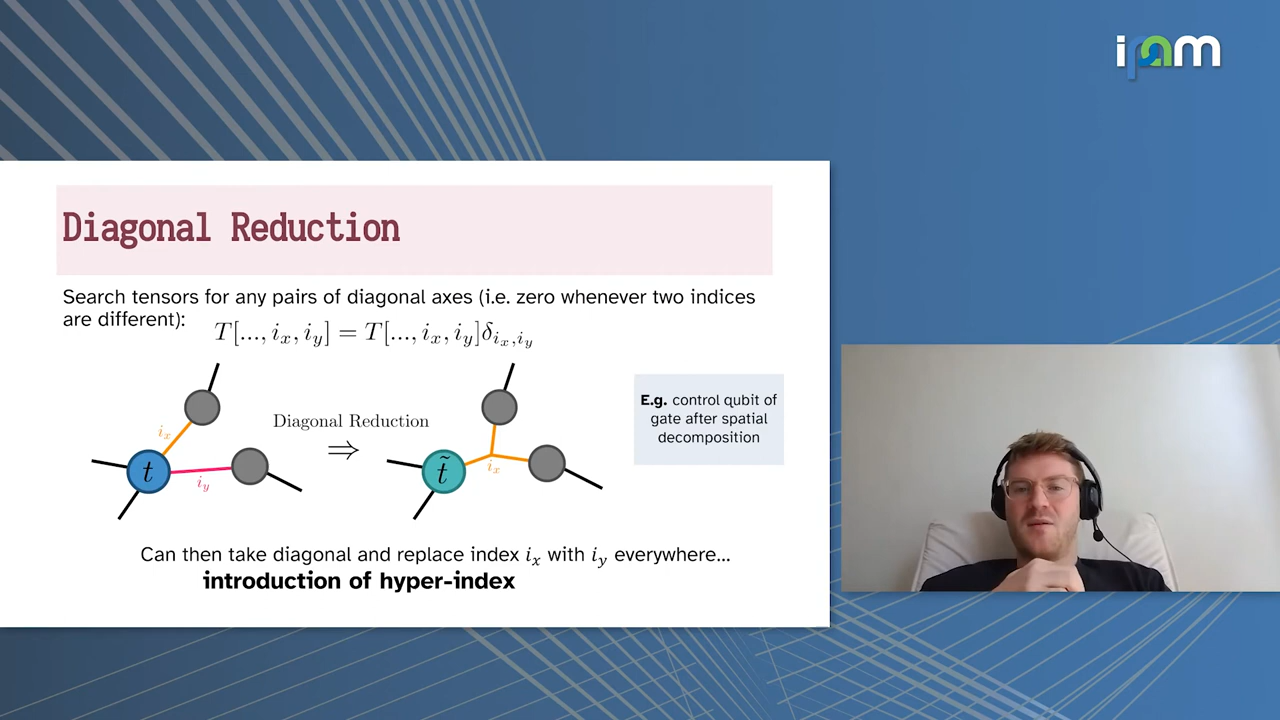 ipam
Diagonal Reduction
Search tensors for any pairs of diagonal axes (i.e. zero whenever two indices
are different):
T[..., i_x, i_y] = T[..., i_x, i_y]δ_{i_x,i_y}
Diagonal Reduction
⇒
i_x
t
i_y
t̃
i_x
E.g. control qubit of
gate after spatial
decomposition
Can then take diagonal and replace index i_x with i_y everywhere...
introduction of hyper-index